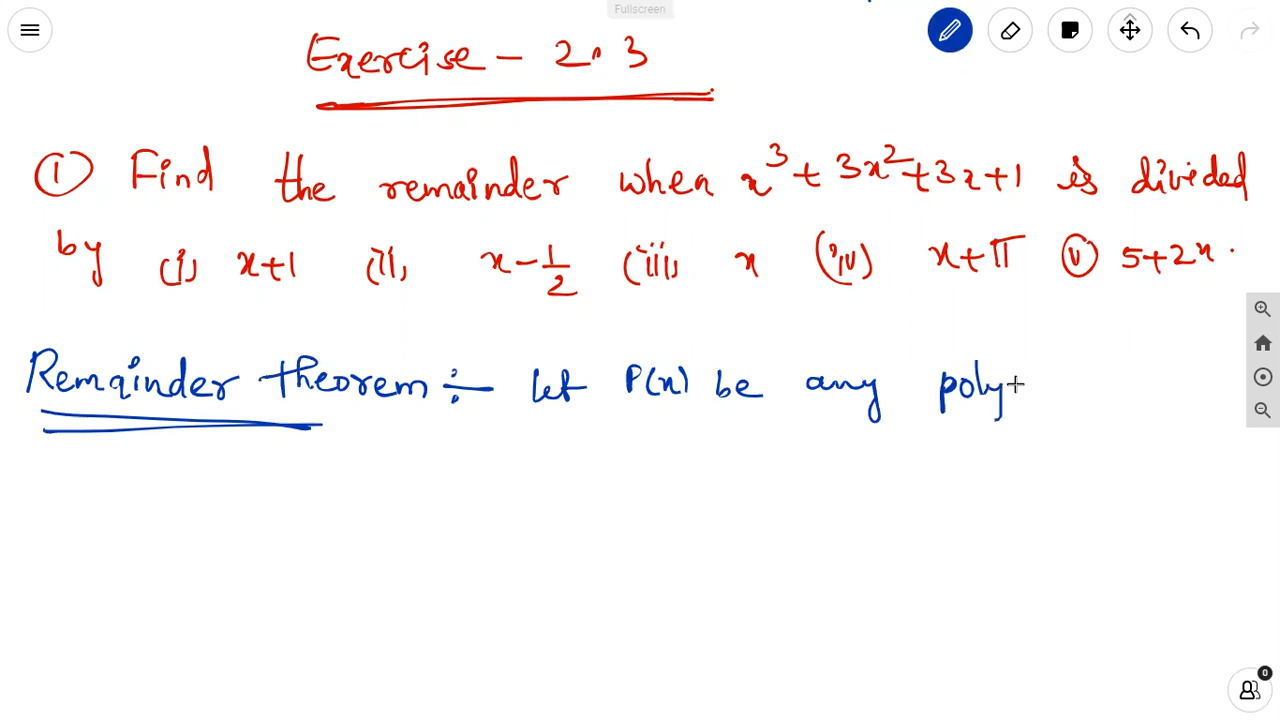 Fullscreen
Exercise - 2.3
① Find the remainder when x³+3x²+3x+1 is divided
by (i) x+1 (ii) x-1/2 (iii) x (iv) x+π ⓥ 5+2x.
Remainder theorem :- let P(x) be any poly
0